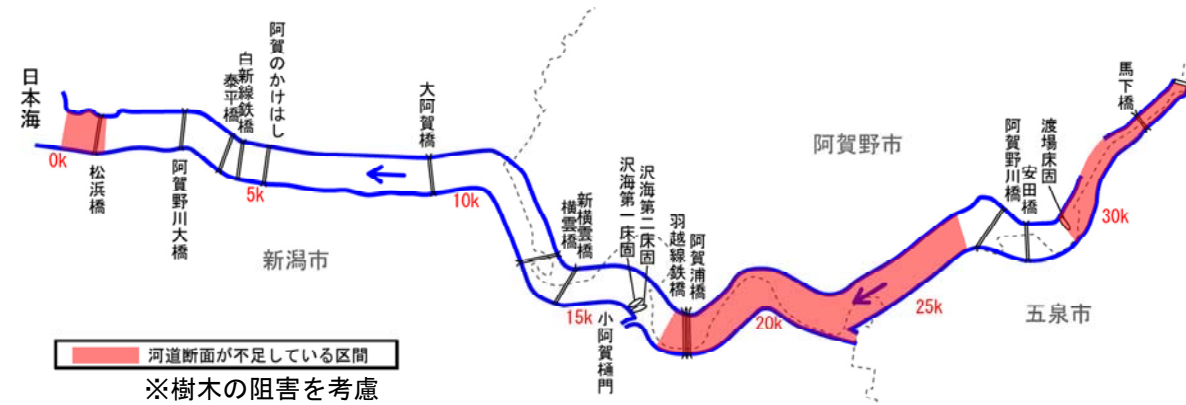 日本海
0k
松浜橋
阿賀野川大橋
泰平橋
白新線鉄橋
阿賀のかけはし
5k
新潟市
大阿賀橋
10k
横雲橋
新横雲橋
15k
沢海第一床固
沢海第二床固
小阿賀樋門
羽越線鉄橋
阿賀浦橋
20k
阿賀野市
25k
阿賀野川橋
安田橋
渡場床固
五泉市
馬下橋
30k
河道断面が不足している区間
※樹木の阻害を考慮